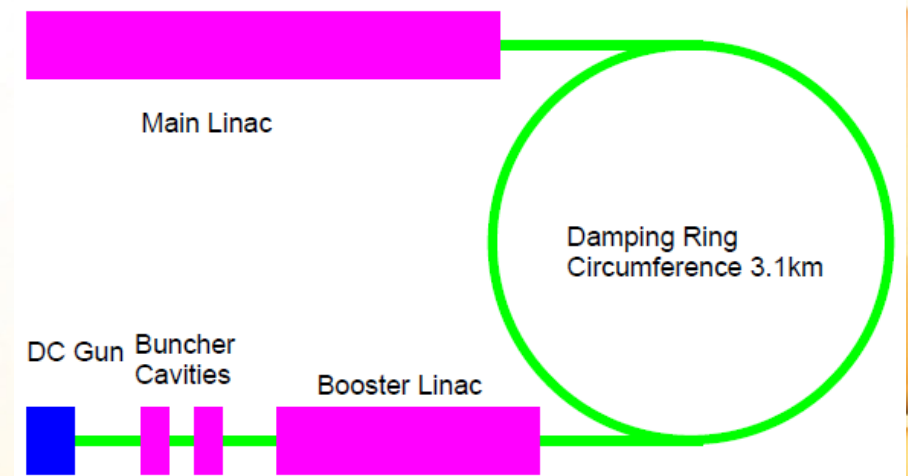 Main Linac
Damping Ring
Circumference 3.1km
DC Gun
Buncher
Cavities
Booster Linac